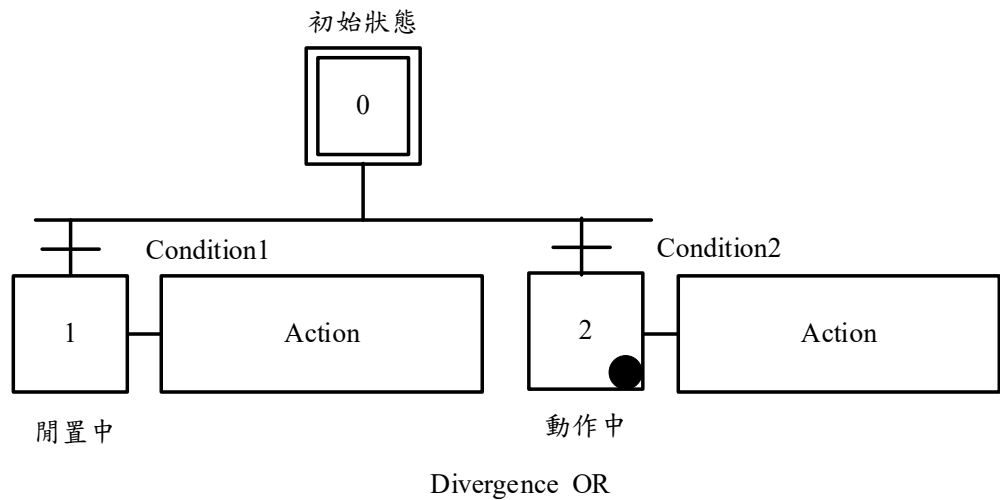 初始狀態
0
Condition1
Condition2
1
Action
2
Action
閒置中
動作中
Divergence OR